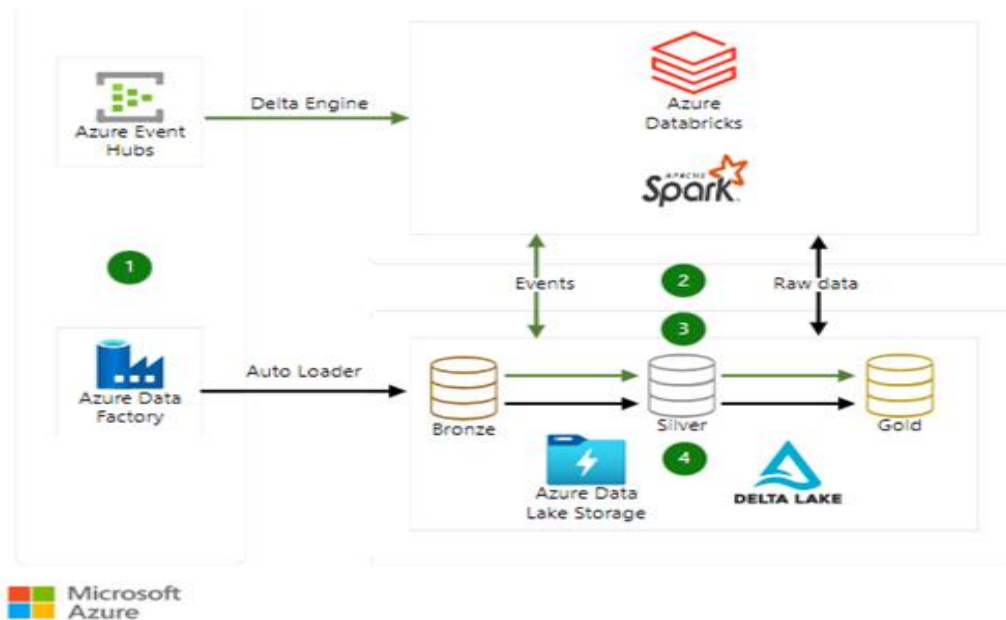 Azure Event
Hubs
Delta Engine
Azure
Databricks
APACHE
Spark
1
Events
2
Raw data
3
Azure Data
Factory
Auto Loader
Bronze
Silver
Gold
4
Azure Data
Lake Storage
DELTA LAKE
Microsoft
Azure